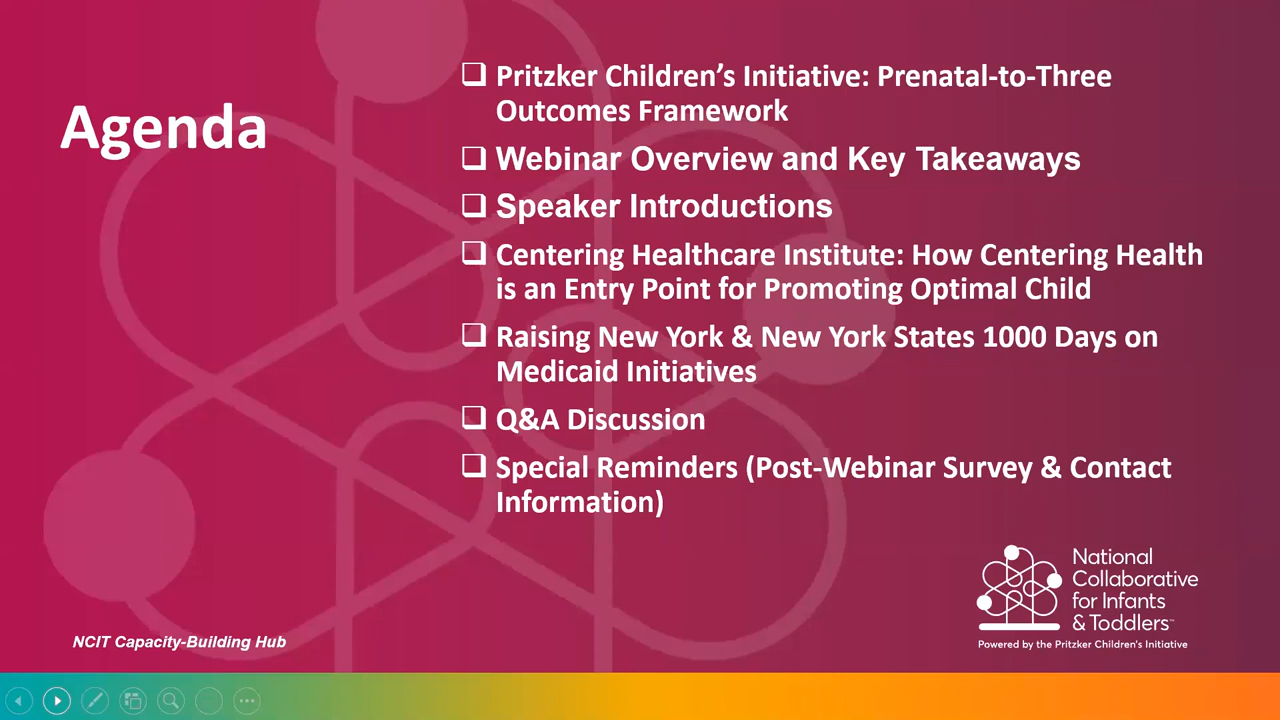 Agenda
Pritzker Children's Initiative: Prenatal-to-Three
Outcomes Framework
Webinar Overview and Key Takeaways
Speaker Introductions
Centering Healthcare Institute: How Centering Health
is an Entry Point for Promoting Optimal Child
Raising New York & New York States 1000 Days on
Medicaid Initiatives
Q&A Discussion
Special Reminders (Post-Webinar Survey & Contact
Information)
National
Collaborative
for Infants
& Toddlers™
Powered by the Pritzker Children's Initiative
NCIT Capacity-Building Hub